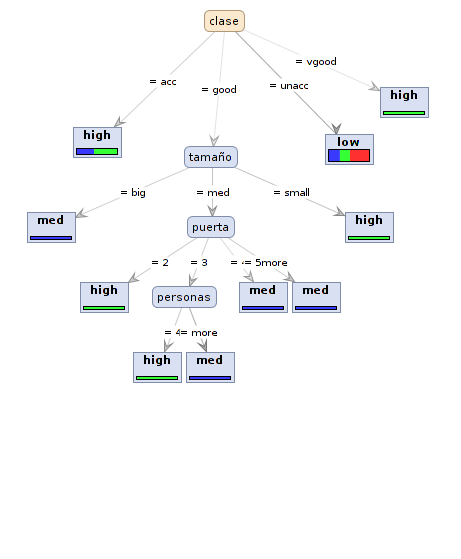 clase
= acc
= good
= unacc
= vgood
high
high
low
tamaño
= big
= med
= small
med
puerta
high
= 2
= 3
= 4
= 5more
high
personas
med
med
= 4
= more
high
med